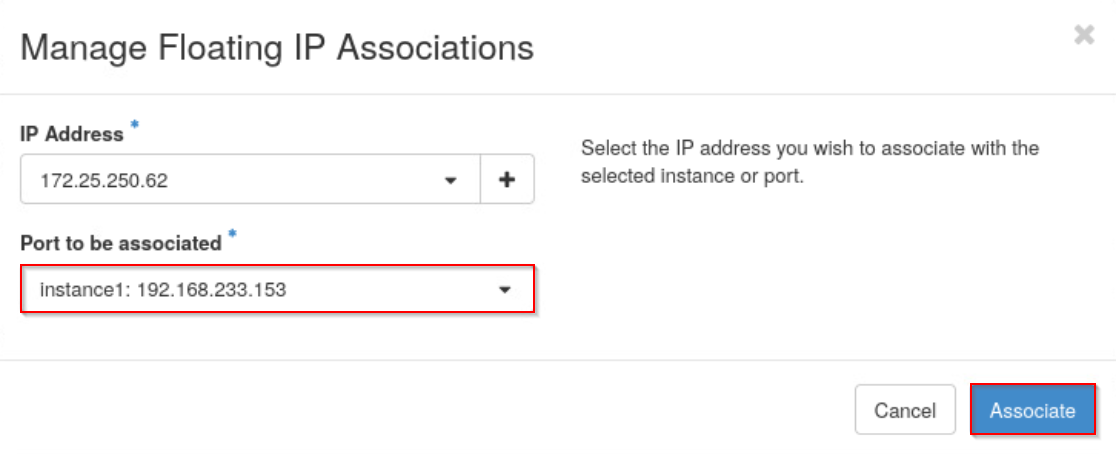 Manage Floating IP Associations
IP Address *
172.25.250.62
Select the IP address you wish to associate with the
selected instance or port.
Port to be associated *
instance1: 192.168.233.153
Cancel
Associate